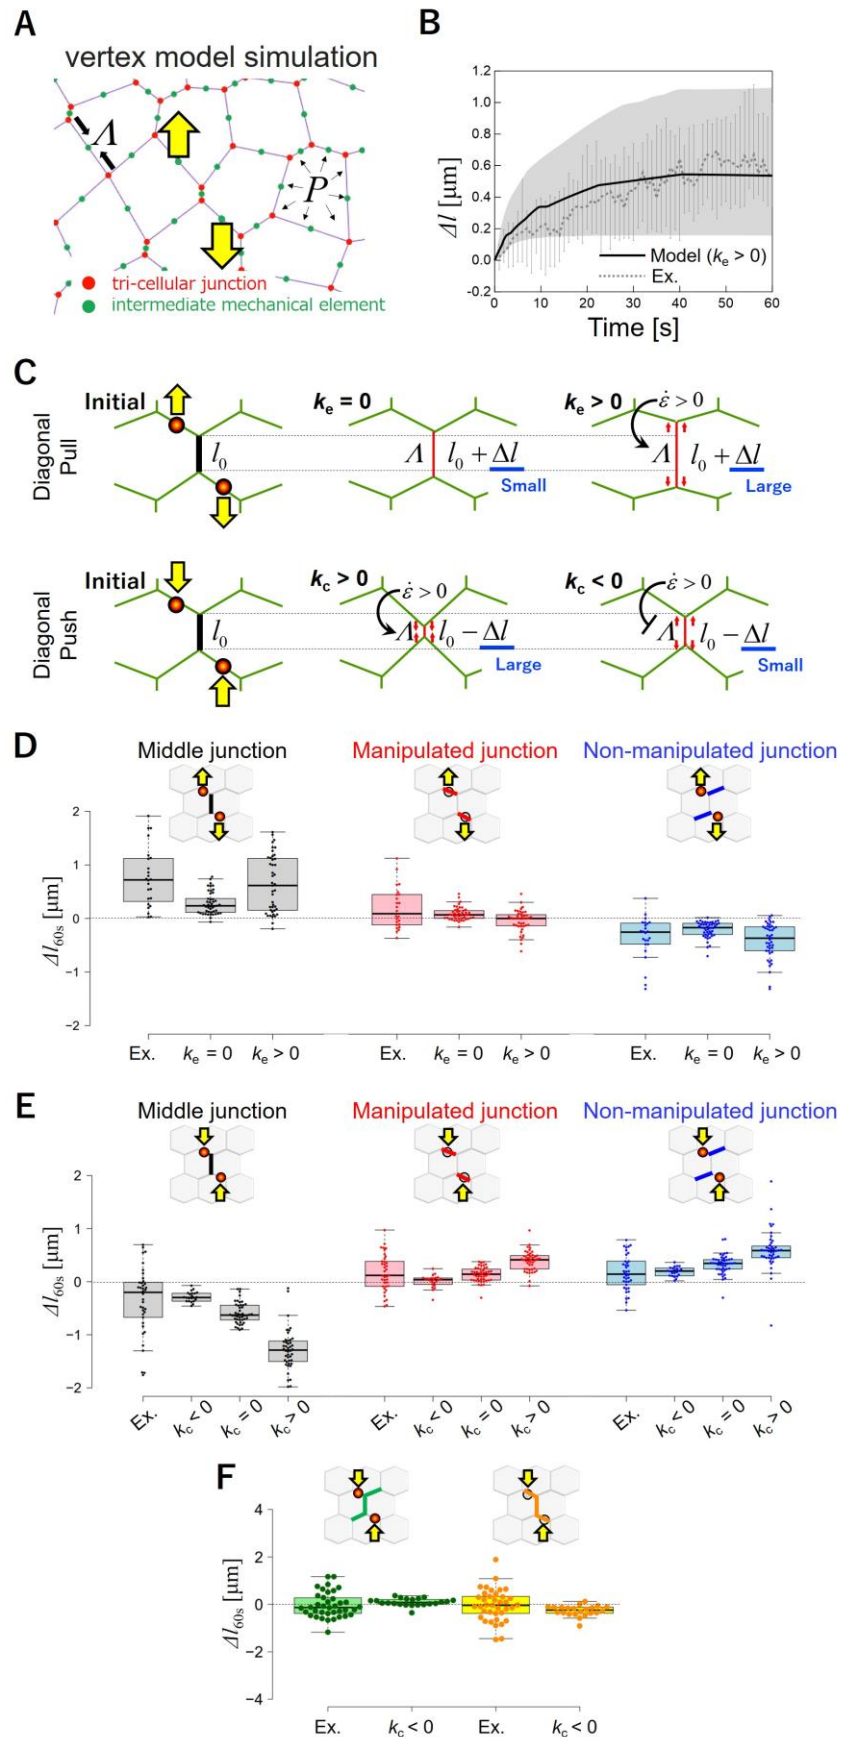 A
vertex model simulation
Λ
P
tri-cellular junction
intermediate mechanical element
B
Δl [μm]
1.2
1.0
0.8
0.6
0.4
0.2
0.0
-0.2
Model (ke > 0)
Ex.
0 10 20 30 40 50 60
Time [s]
C
Diagonal
Pull
Initial
l0
ke = 0
Λ l0 + Δl
Small
ke > 0
ε̇ > 0
Λ l0 + Δl
Large
Diagonal
Push
Initial
l0
kc > 0
ε̇ > 0
Λ l0 − Δl
Large
kc < 0
ε̇ > 0
Λ l0 − Δl
Small
D
Middle junction Manipulated junction Non-manipulated junction
Δl60s [μm]
2
1
0
−1
−2
Ex. ke = 0 ke > 0 Ex. ke = 0 ke > 0 Ex. ke = 0 ke > 0
E
Middle junction Manipulated junction Non-manipulated junction
Δl60s [μm]
2
1
0
−1
−2
Ex. kc < 0 kc = 0 kc > 0 Ex. kc < 0 kc = 0 kc > 0 Ex. kc < 0 kc = 0 kc > 0
F
Δl60s [μm]
4
2
0
−2
−4
Ex. kc < 0 Ex. kc < 0